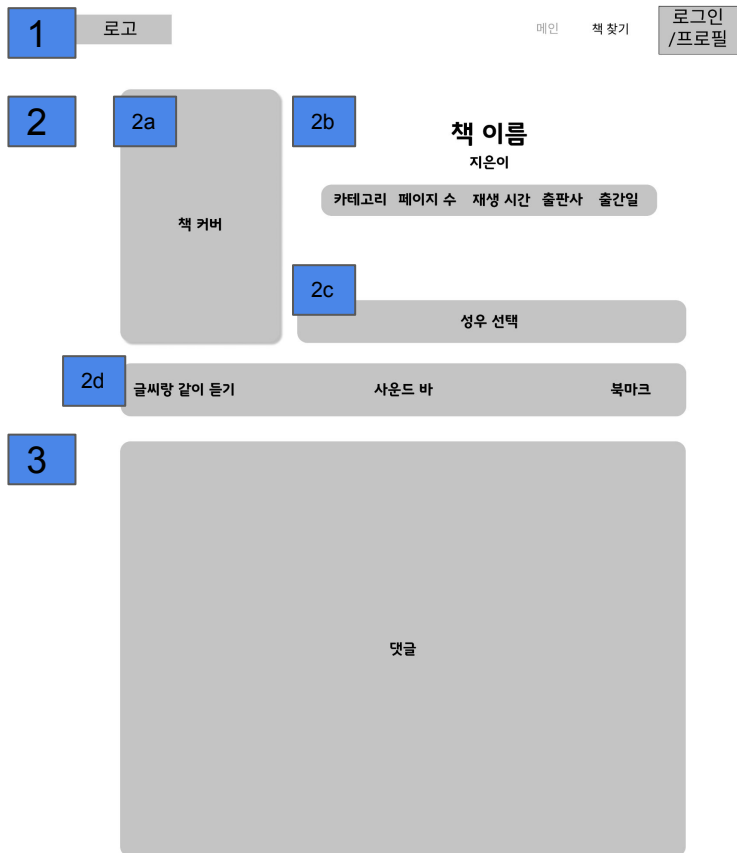 1
로고
메인
책 찾기
로그인
/프로필
2
2a
책 커버
2b
책 이름
지은이
카테고리 페이지 수 재생 시간 출판사 출간일
2c
성우 선택
2d
글씨랑 같이 듣기
사운드 바
북마크
3
댓글